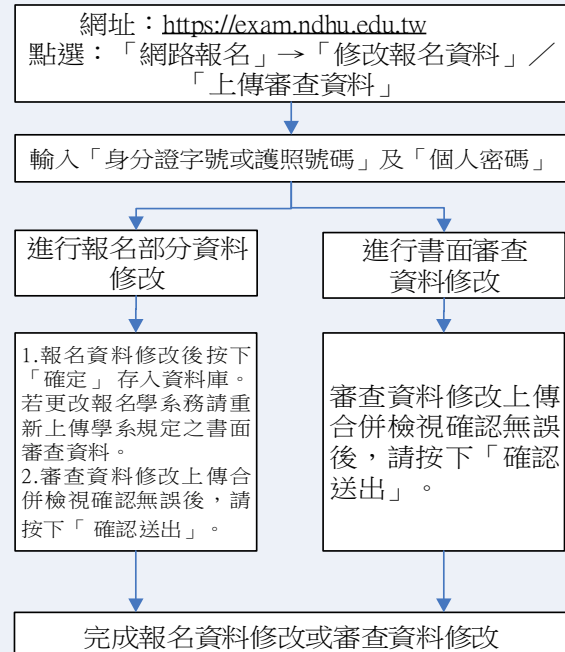 網址：https://exam.ndhu.edu.tw
點選：「網路報名」→「修改報名資料」／
「上傳審查資料」
輸入「身分證字號或護照號碼」及「個人密碼」
進行報名部分資料
修改
進行書面審查
資料修改
1.報名資料修改後按下
「確定」 存入資料庫。
若更改報名學系務請重
新上傳學系規定之書面
審查資料。
2.審查資料修改上傳合
併檢視確認無誤後，請
按下「 確認送出」。
審查資料修改上傳
合併檢視確認無誤
後，請按下「確認
送出」。
完成報名資料修改或審查資料修改